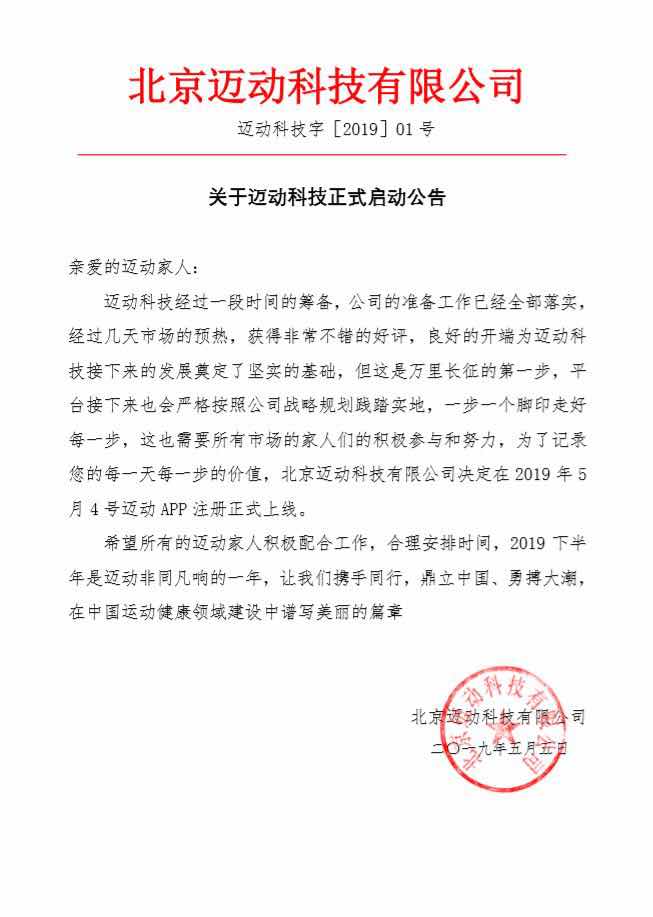 北京迈动科技有限公司
迈动科技字［2019］01 号
关于迈动科技正式启动公告
亲爱的迈动家人：
迈动科技经过一段时间的筹备，公司的准备工作已经全部落实，
经过几天市场的预热，获得非常不错的好评，良好的开端为迈动科
技接下来的发展奠定了坚实的基础，但这是万里长征的第一步，平
台接下来也会严格按照公司战略规划践踏实地，一步一个脚印走好
每一步，这也需要所有市场的家人们的积极参与和努力，为了记录
您的每一天每一步的价值，北京迈动科技有限公司决定在 2019 年 5
月 4 号迈动 APP 注册正式上线。
希望所有的迈动家人积极配合工作，合理安排时间，2019 下半
年是迈动非同凡响的一年，让我们携手同行，鼎立中国、勇搏大潮，
在中国运动健康领域建设中谱写美丽的篇章
北京迈动科技有限公司
二〇一九年五月五日
北京迈动科技有限公司